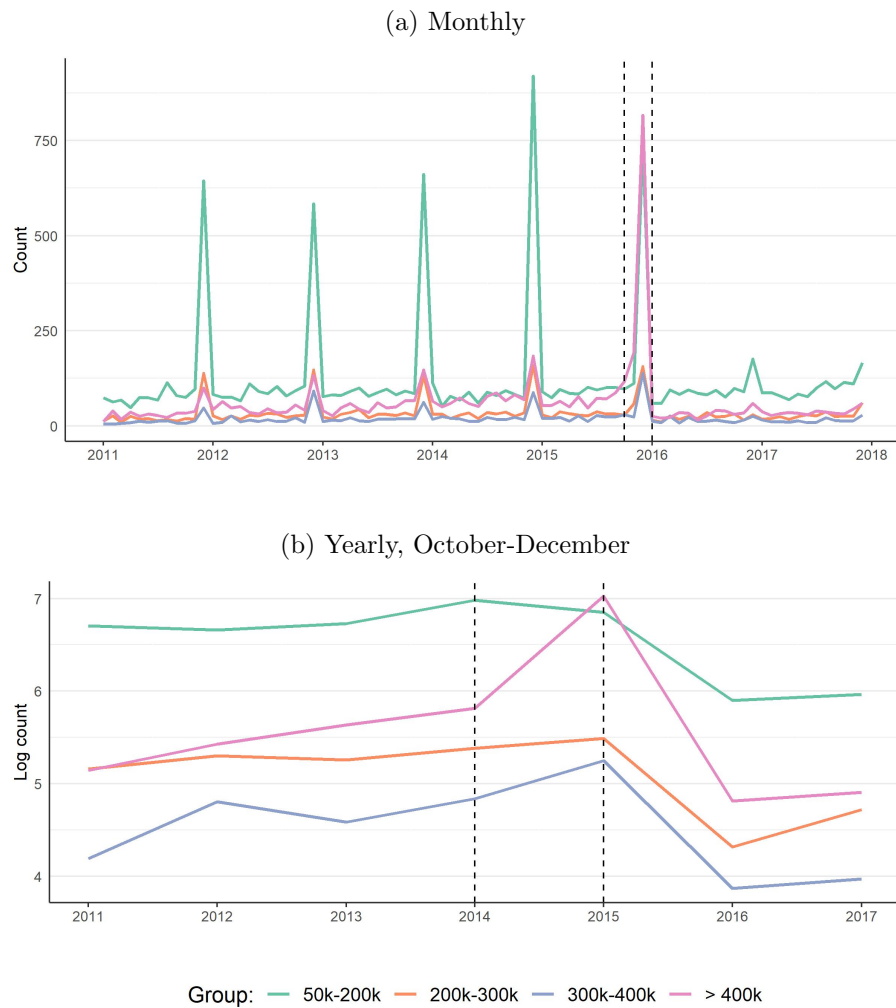 (a) Monthly
Count
750
500
250
0
2011 2012 2013 2014 2015 2016 2017 2018
(b) Yearly, October-December
Log count
7
6
5
4
2011 2012 2013 2014 2015 2016 2017
Group: 50k-200k 200k-300k 300k-400k > 400k